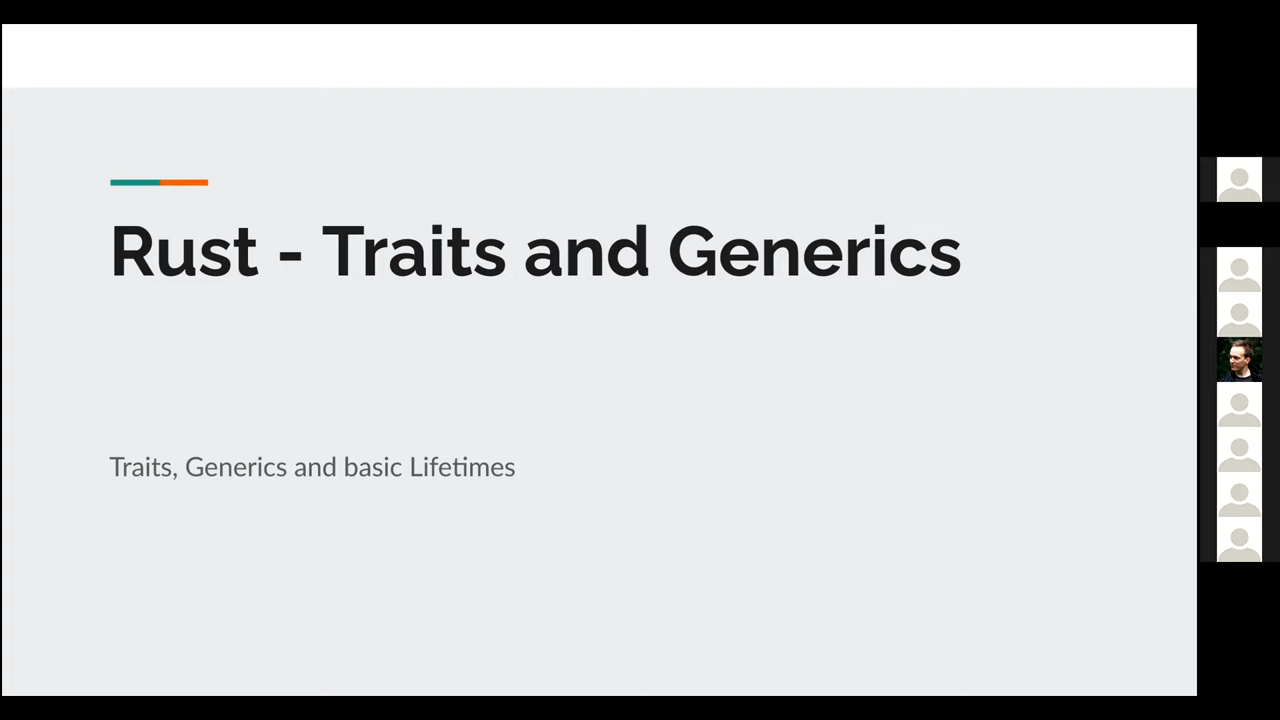 Rust - Traits and Generics
Traits, Generics and basic Lifetimes